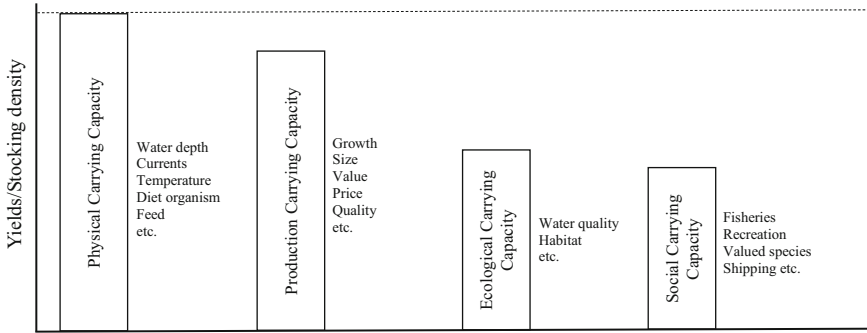 Yields/Stocking density
Physical Carrying Capacity
Water depth
Currents
Temperature
Diet organism
Feed
etc.
Production Carrying Capacity
Growth
Size
Value
Price
Quality
etc.
Ecological Carrying
Capacity
Water quality
Habitat
etc.
Social Carrying
Capacity
Fisheries
Recreation
Valued species
Shipping etc.